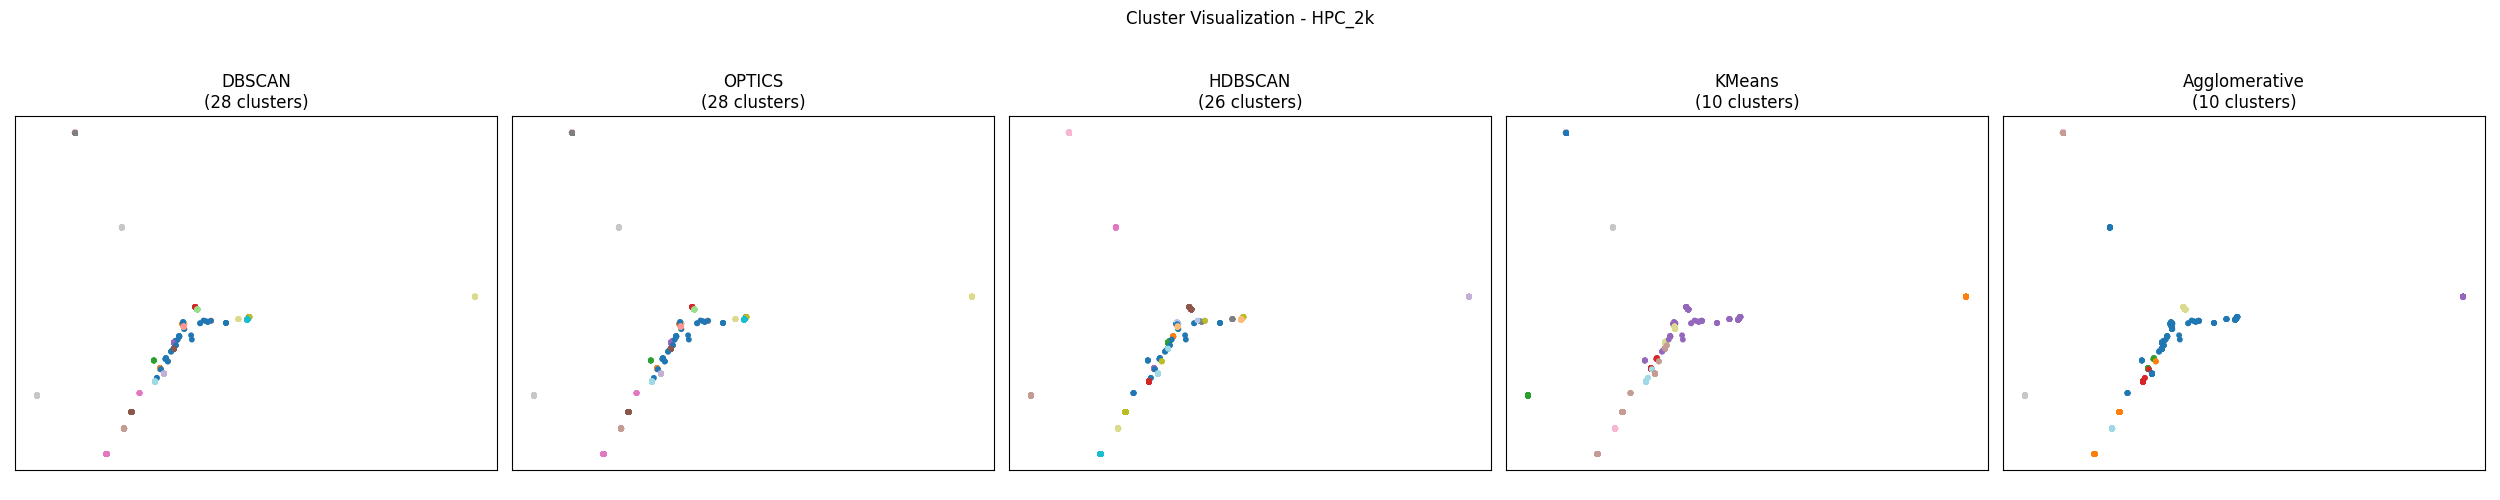 Cluster Visualization - HPC_2k
DBSCAN
(28 clusters)
OPTICS
(28 clusters)
HDBSCAN
(26 clusters)
KMeans
(10 clusters)
Agglomerative
(10 clusters)